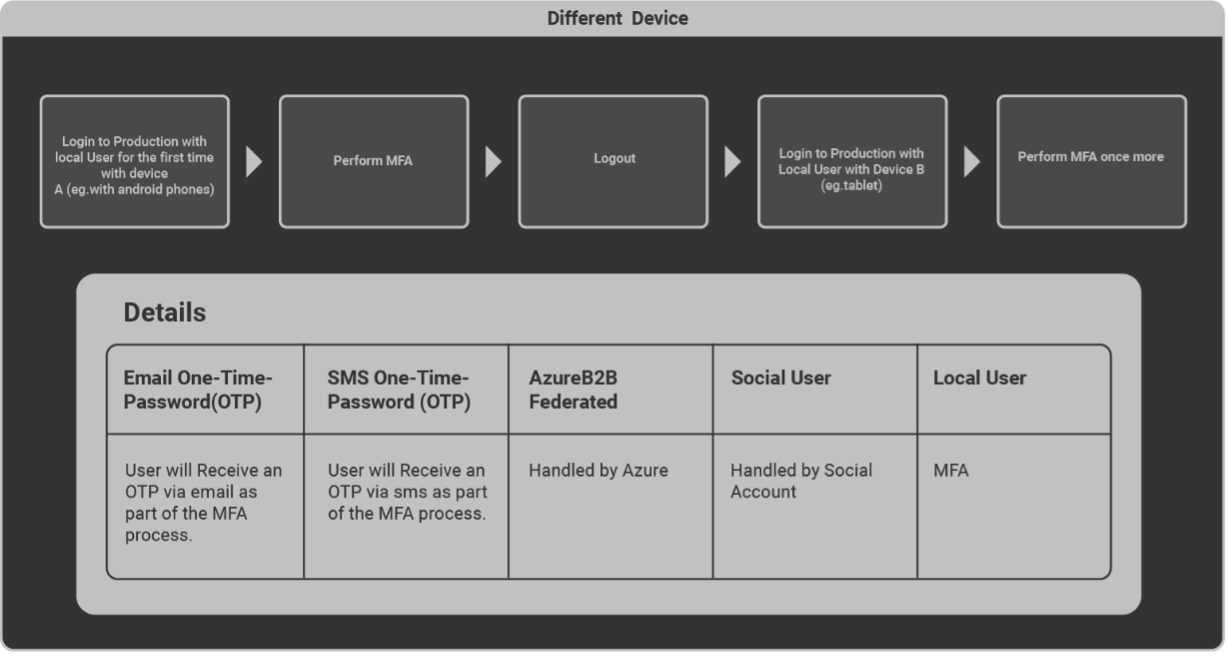 Different Device
Login to Production with
local User for the first time
with device
A (eg.with android phones)
Perform MFA
Logout
Login to Production with
Local User with Device B
(eg.tablet)
Perform MFA once more
Details
Email One-Time-
Password(OTP)
SMS One-Time-
Password (OTP)
AzureB2B
Federated
Social User
Local User
User will Receive an
OTP via email as
part of the MFA
process.
User will Receive an
OTP via sms as part
of the MFA process.
Handled by Azure
Handled by Social
Account
MFA